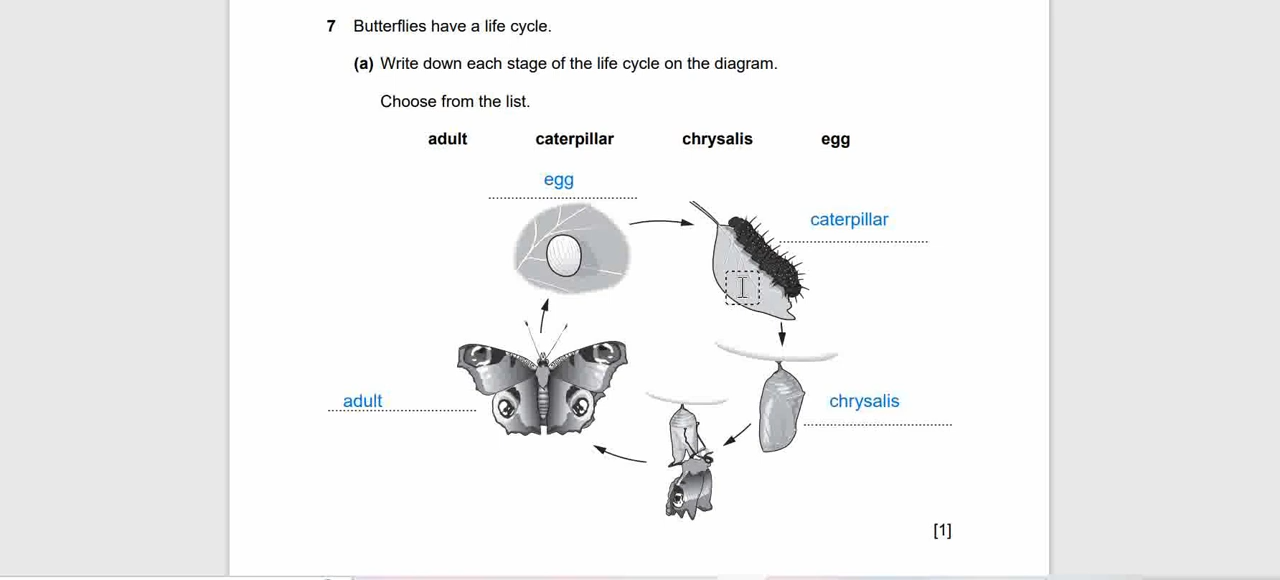 7 Butterflies have a life cycle.
(a) Write down each stage of the life cycle on the diagram.
Choose from the list.
adult caterpillar chrysalis egg
egg
caterpillar
adult
chrysalis
[1]